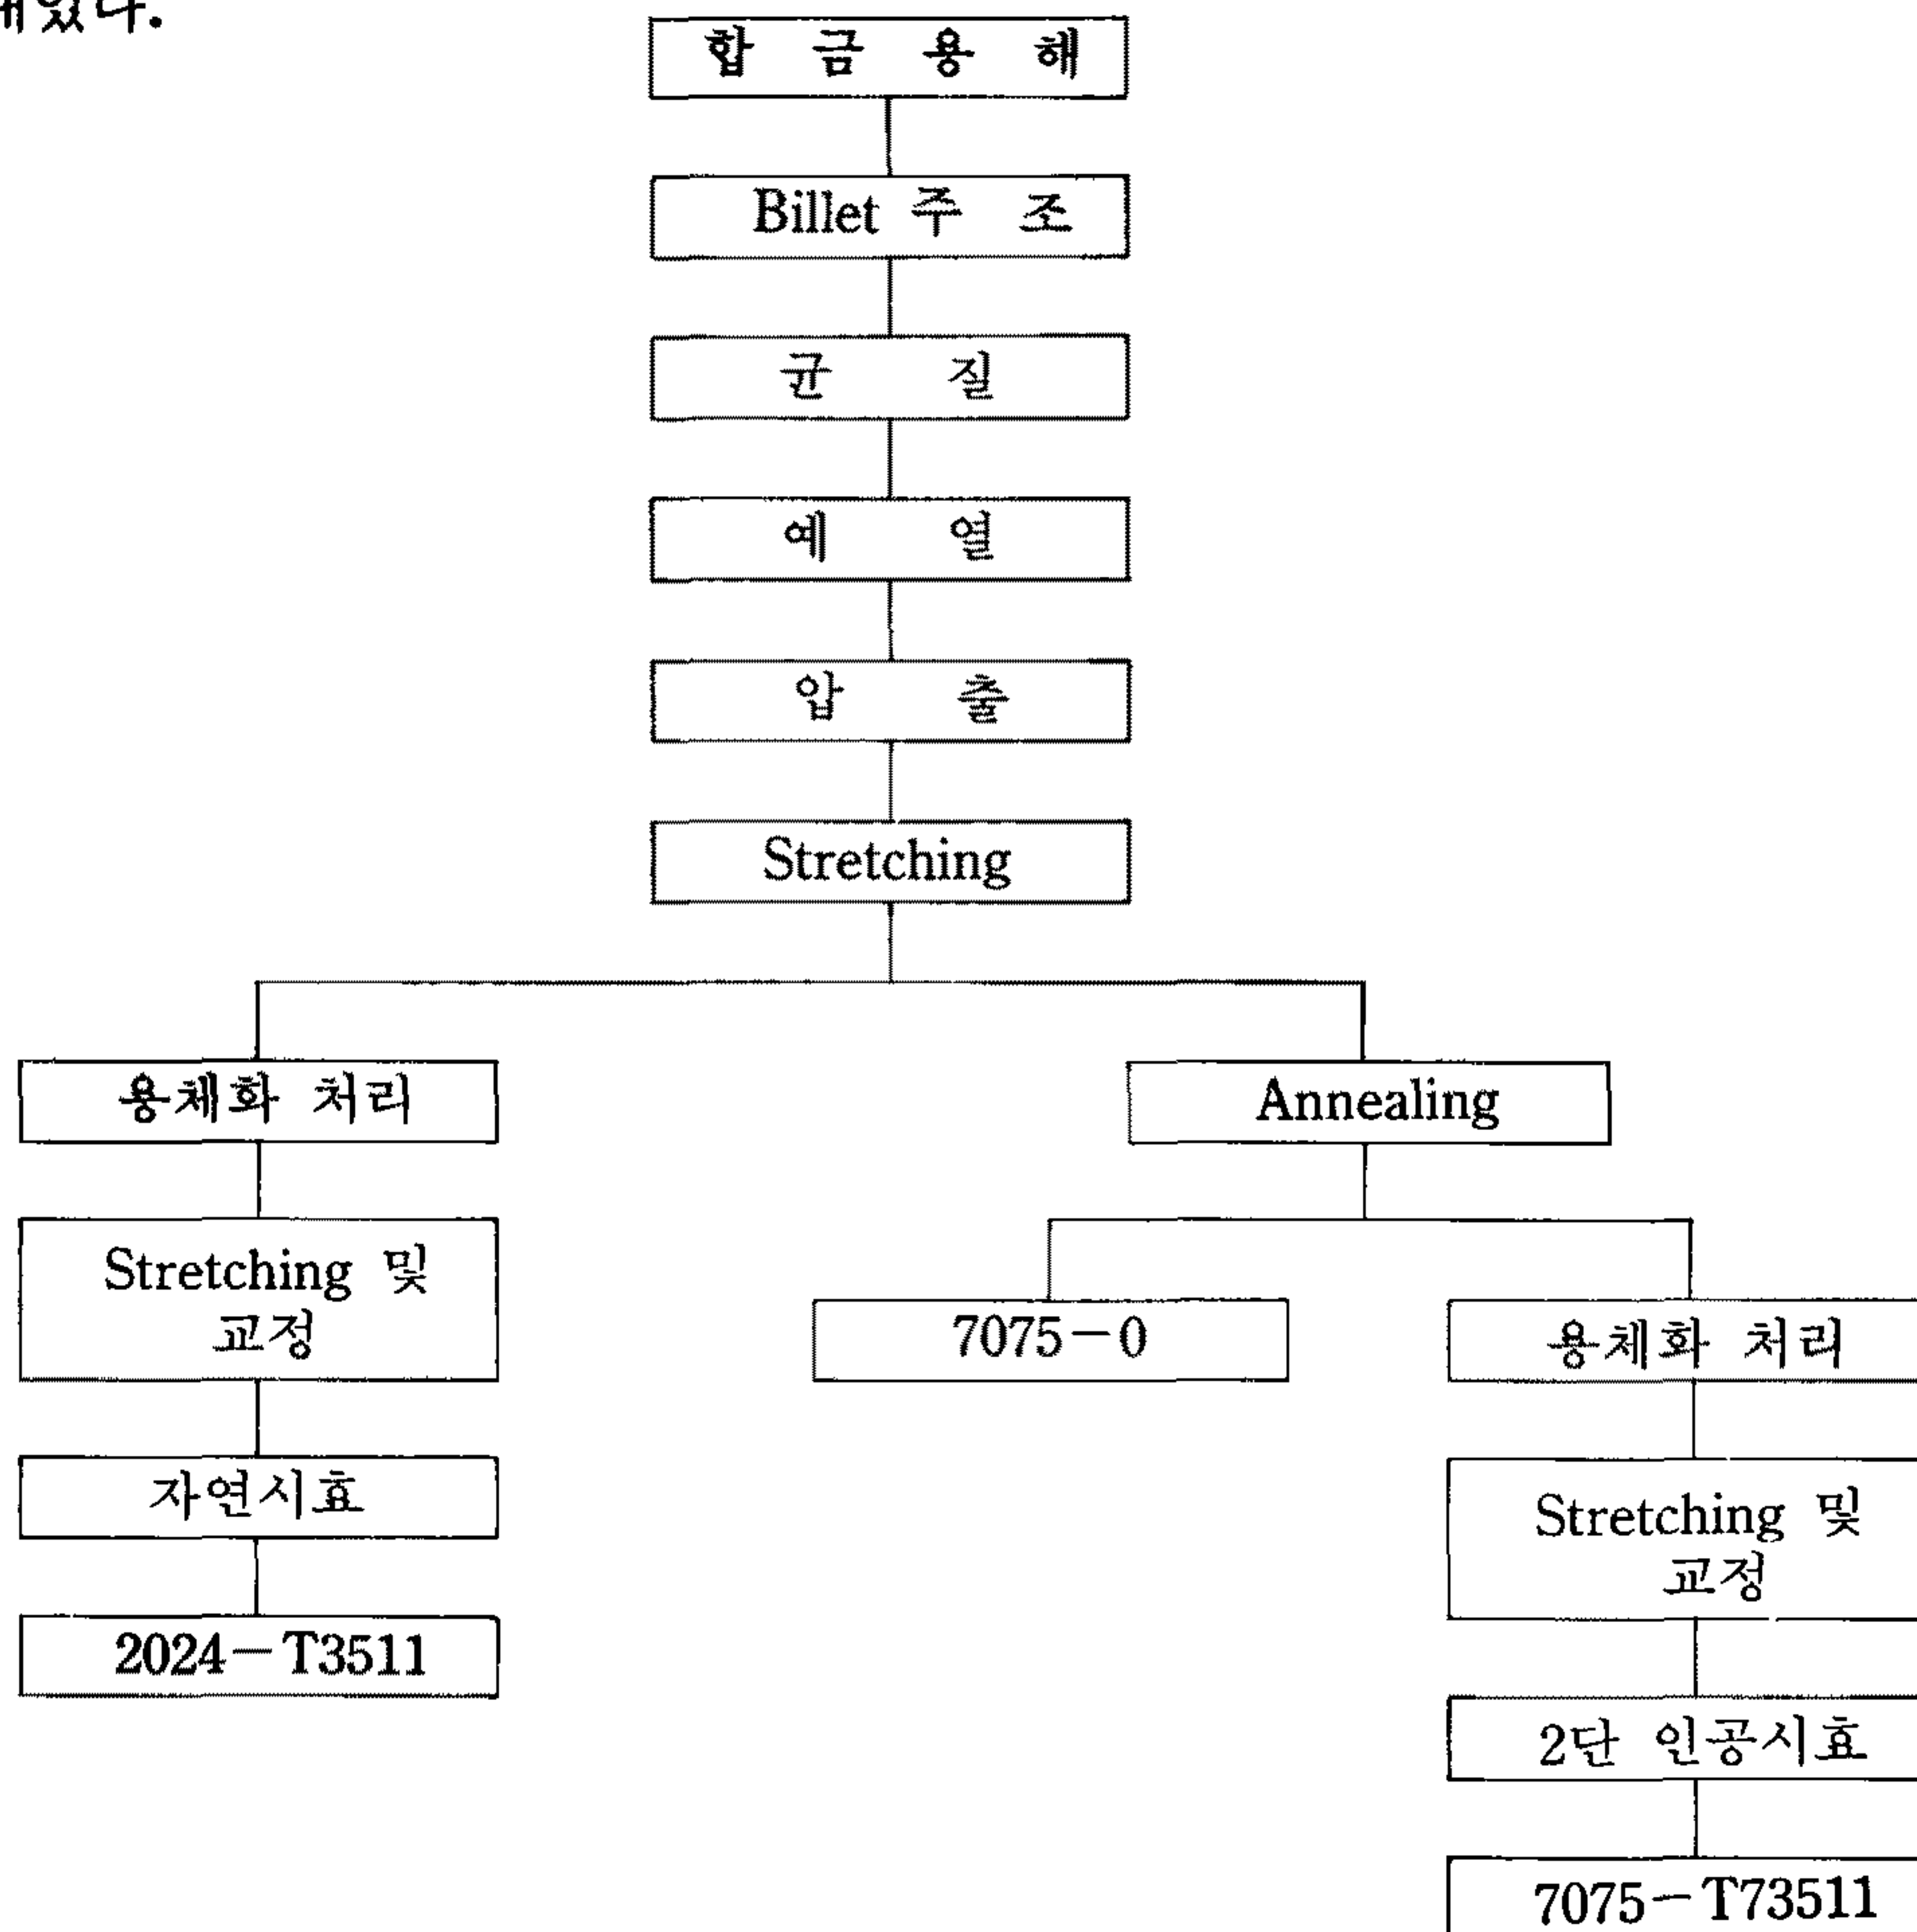 합 금 용 해
Billet 주 조
균 질
예 열
압 출
Stretching
용체화 처리
Annealing
Stretching 및
교정
7075-0
용체화 처리
자연시효
Stretching 및
교정
2024-T3511
2단 인공시효
7075-T73511